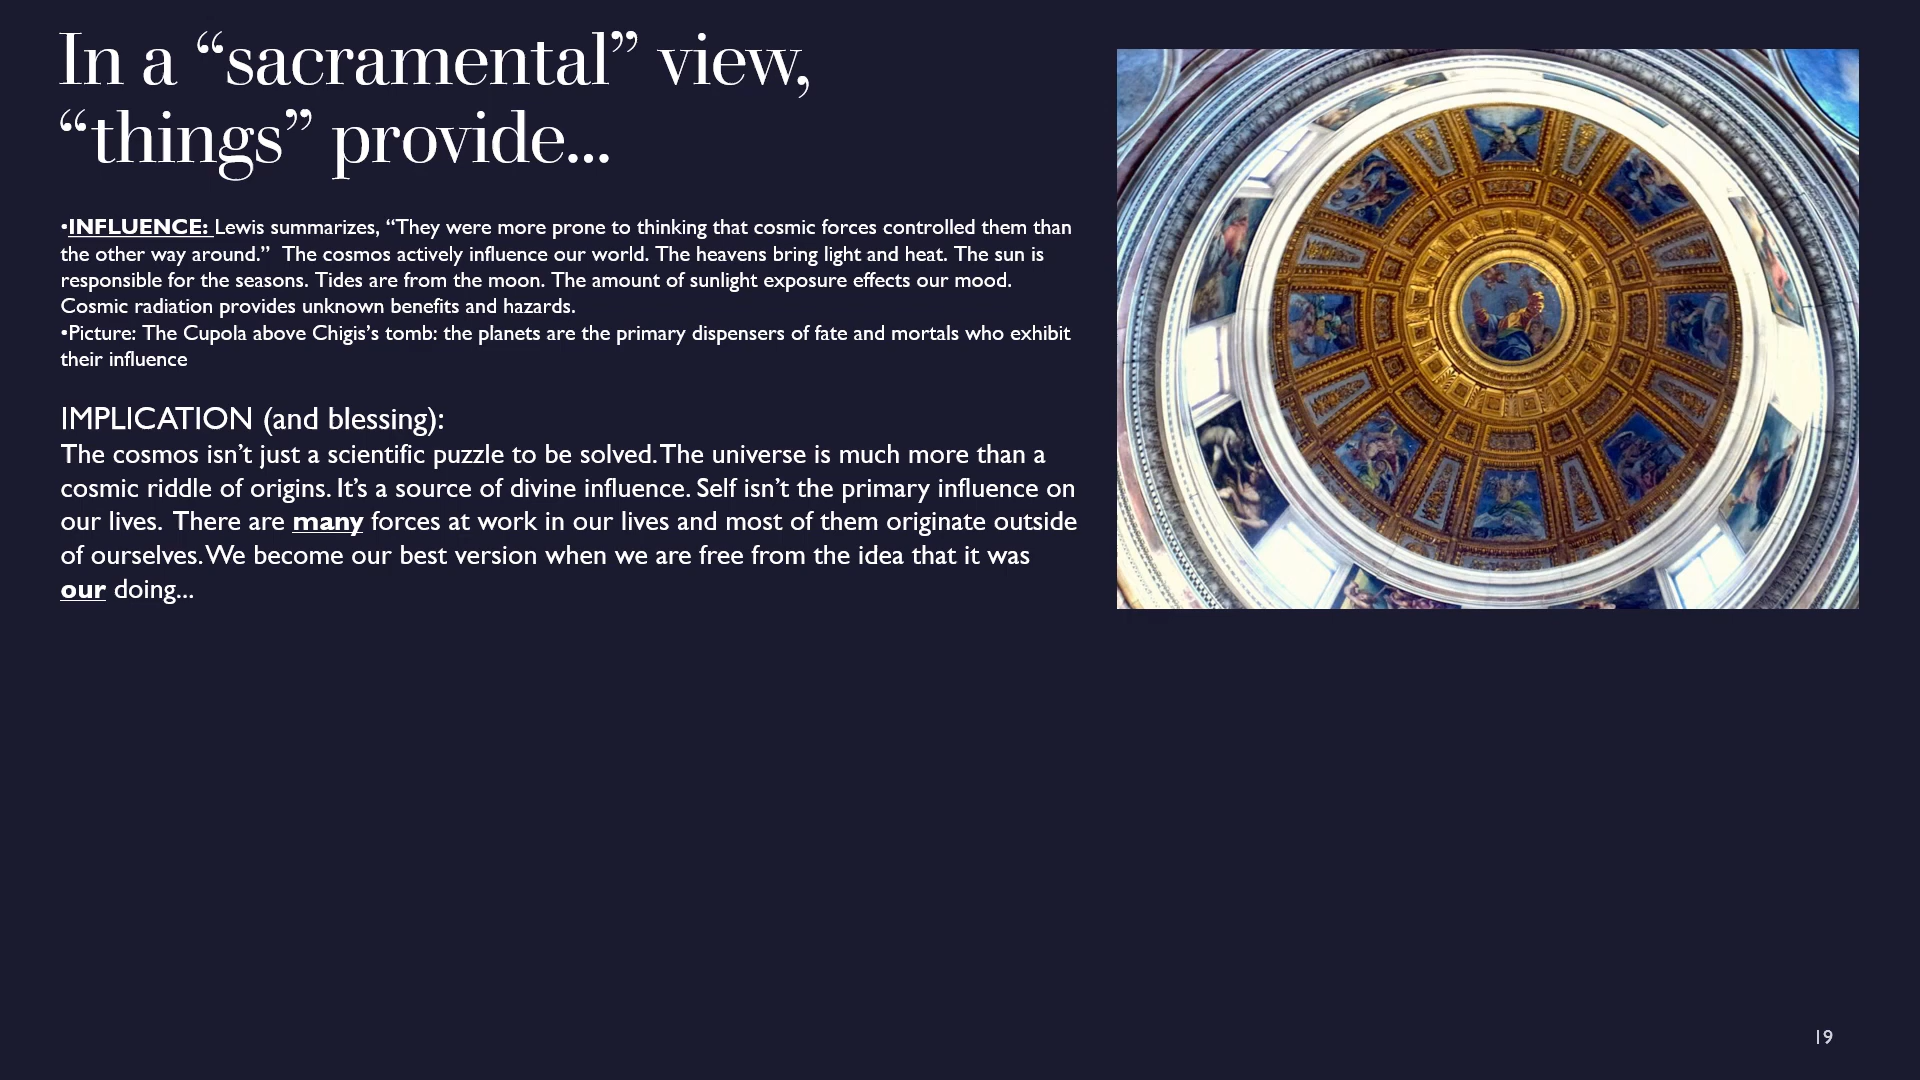 In a “sacramental” view,
“things” provide...
•INFLUENCE: Lewis summarizes, “They were more prone to thinking that cosmic forces controlled them than
the other way around.”  The cosmos actively influence our world. The heavens bring light and heat. The sun is
responsible for the seasons. Tides are from the moon. The amount of sunlight exposure effects our mood.
Cosmic radiation provides unknown benefits and hazards.
•Picture: The Cupola above Chigis’s tomb: the planets are the primary dispensers of fate and mortals who exhibit
their influence
IMPLICATION (and blessing):
The cosmos isn’t just a scientific puzzle to be solved. The universe is much more than a
cosmic riddle of origins. It’s a source of divine influence. Self isn’t the primary influence on
our lives.  There are many forces at work in our lives and most of them originate outside
of ourselves. We become our best version when we are free from the idea that it was
our doing...
19